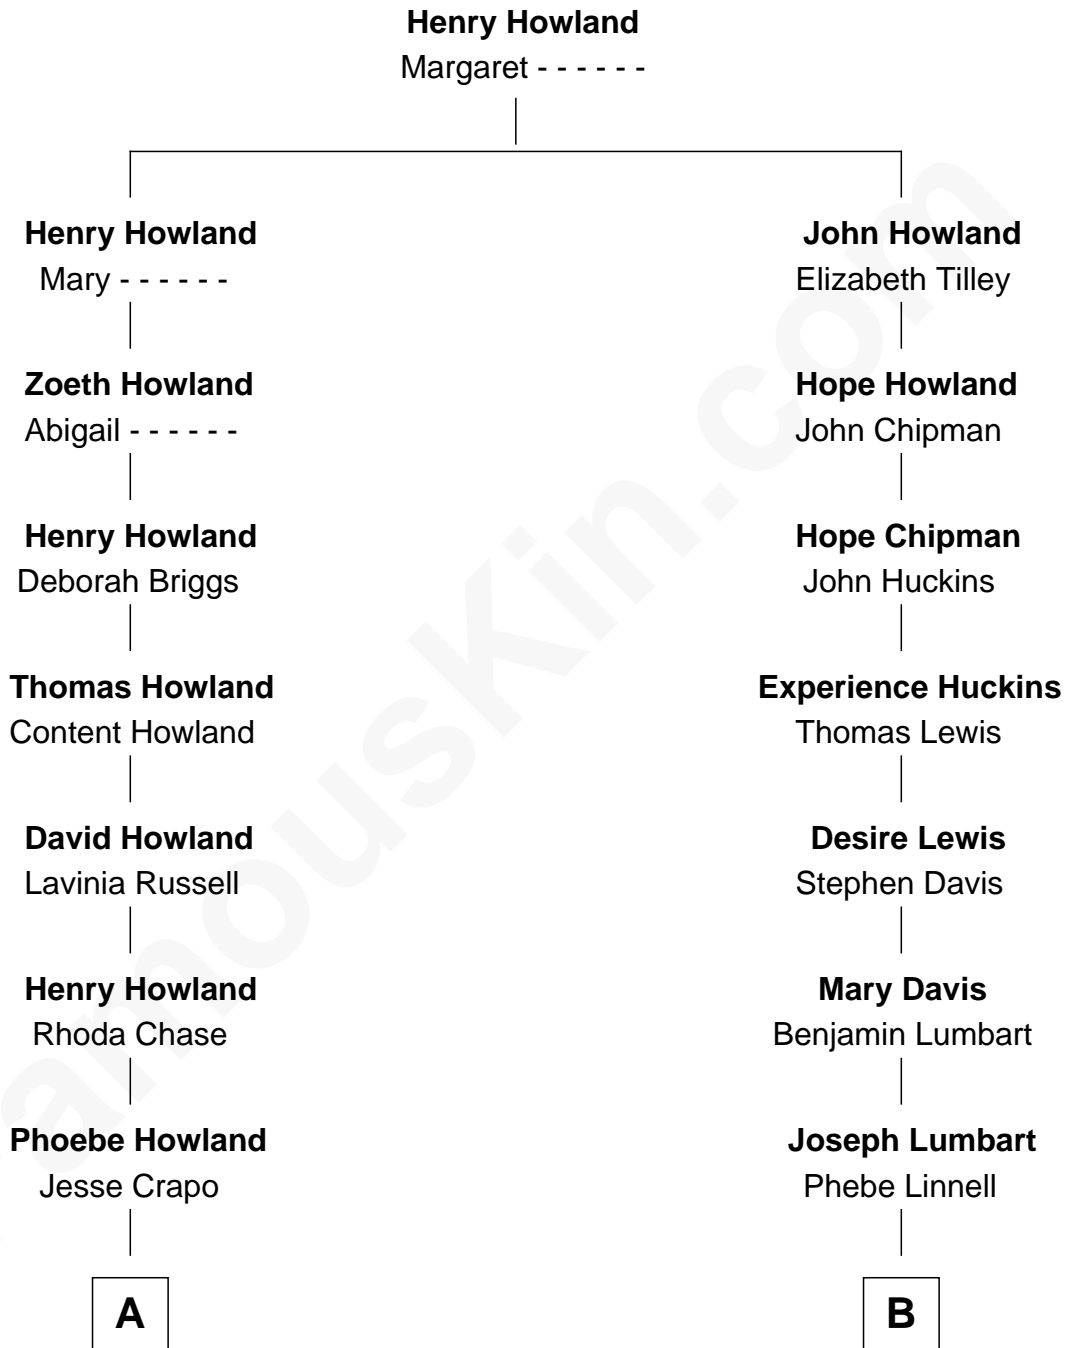 Henry Howland
Margaret - - - - - -
Henry Howland
Mary - - - - - -
John Howland
Elizabeth Tilley
Zoeth Howland
Abigail - - - - - -
Hope Howland
John Chipman
Henry Howland
Deborah Briggs
Hope Chipman
John Huckins
Thomas Howland
Content Howland
Experience Huckins
Thomas Lewis
David Howland
Lavinia Russell
Desire Lewis
Stephen Davis
Henry Howland
Rhoda Chase
Mary Davis
Benjamin Lumbart
Phoebe Howland
Jesse Crapo
Joseph Lumbart
Phebe Linnell
A
B
amousKin.com